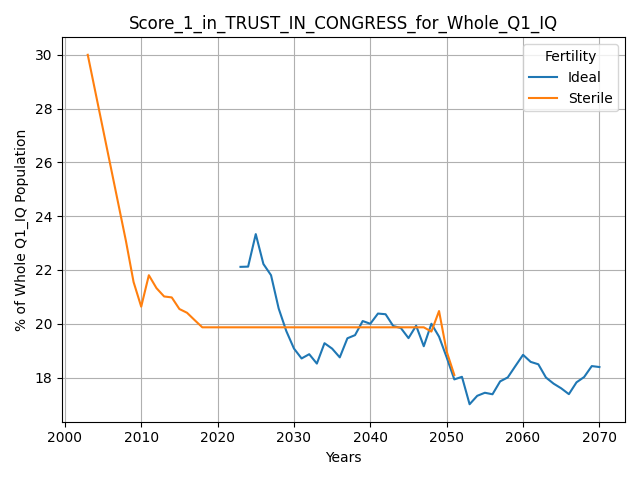 Score_1_in_TRUST_IN_CONGRESS_for_Whole_Q1_IQ
Fertility
Ideal
Sterile
30
28
26
24
22
20
18
% of Whole Q1_IQ Population
2000
2010
2020
2030
2040
2050
2060
2070
Years